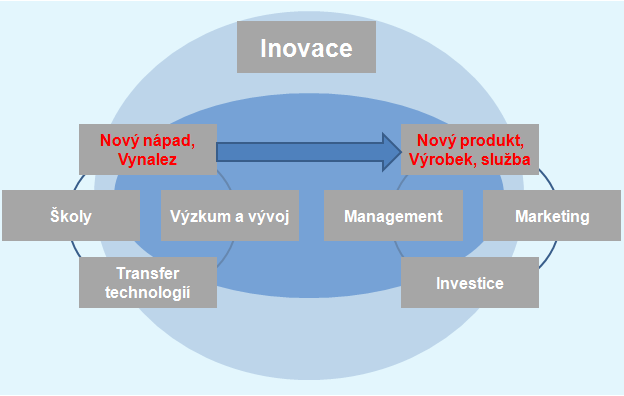 Inovace
Nový nápad,
Vynalez
Nový produkt,
Výrobek, služba
Školy
Výzkum a vývoj
Management
Marketing
Transfer
technologií
Investice